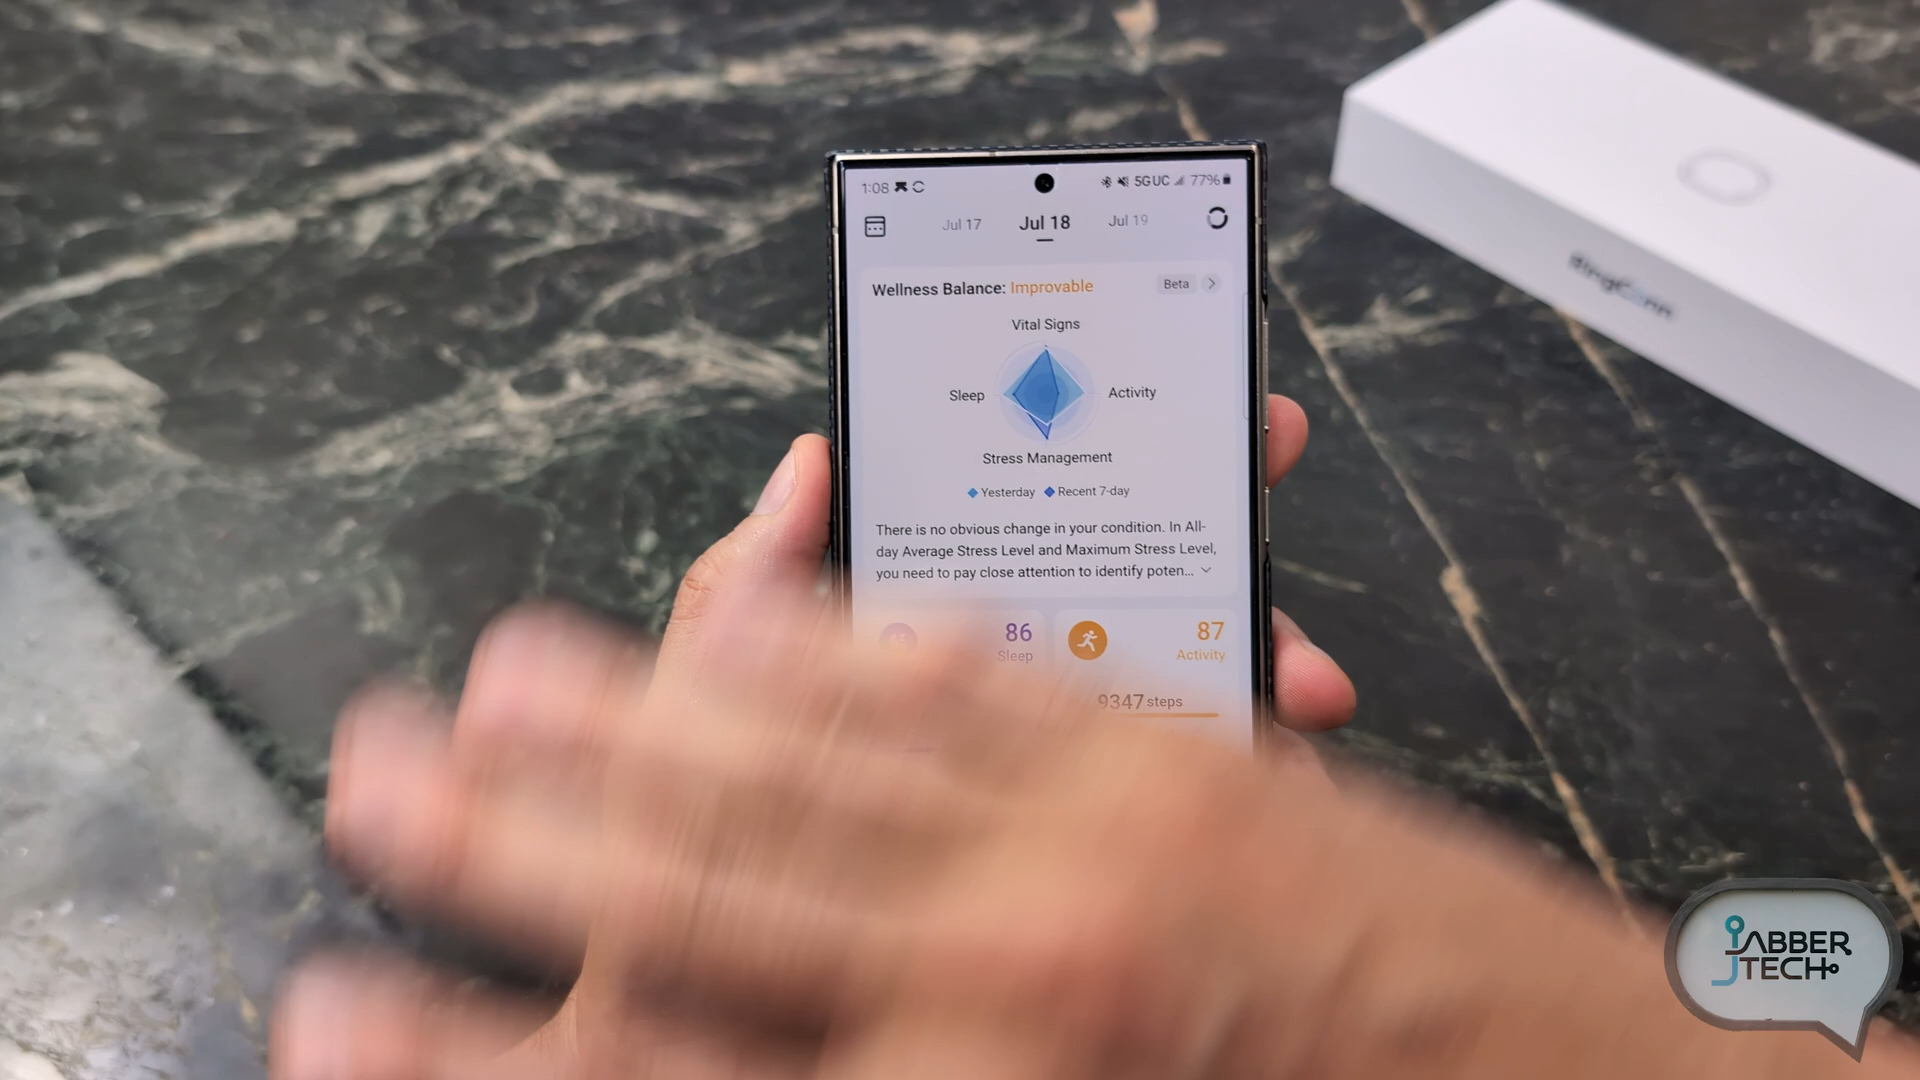 1:08 5GUC 77%
Jul 17 Jul 18 Jul 19
Wellness Balance: Improvable Beta
Vital Signs
Sleep Activity
Stress Management
Yesterday Recent 7-day
There is no obvious change in your condition. In All-
day Average Stress Level and Maximum Stress Level,
you need to pay close attention to identify poten...
86 87
Sleep Activity
9347 steps
RingConn
JABBER
TECH